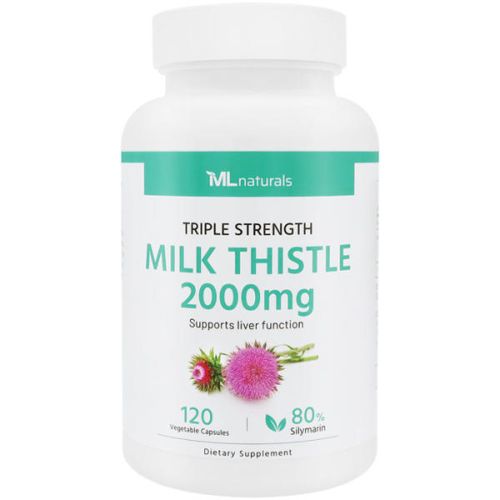 MLnaturals
TRIPLE STRENGTH
MILK THISTLE
2000mg
Supports liver function
120
Vegetable Capsules
80%
Silymarin
Dietary Supplement